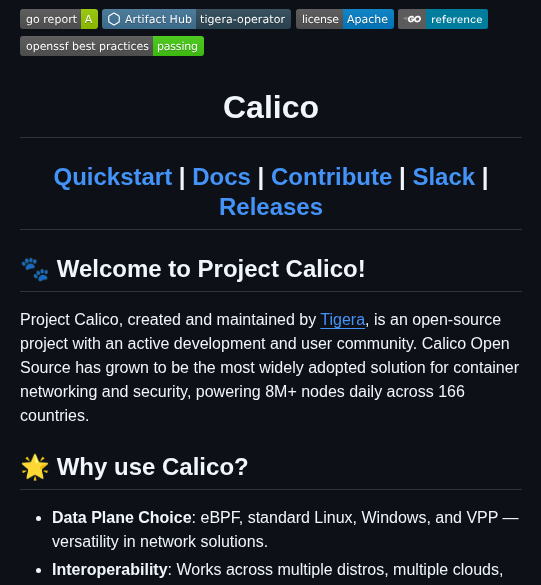 go report A Artifact Hub tigera-operator license Apache GO reference
openssf best practices passing
Calico
Quickstart | Docs | Contribute | Slack |
Releases
🐾 Welcome to Project Calico!
Project Calico, created and maintained by Tigera, is an open-source
project with an active development and user community. Calico Open
Source has grown to be the most widely adopted solution for container
networking and security, powering 8M+ nodes daily across 166
countries.
🌟 Why use Calico?
• Data Plane Choice: eBPF, standard Linux, Windows, and VPP —
versatility in network solutions.
• Interoperability: Works across multiple distros, multiple clouds,